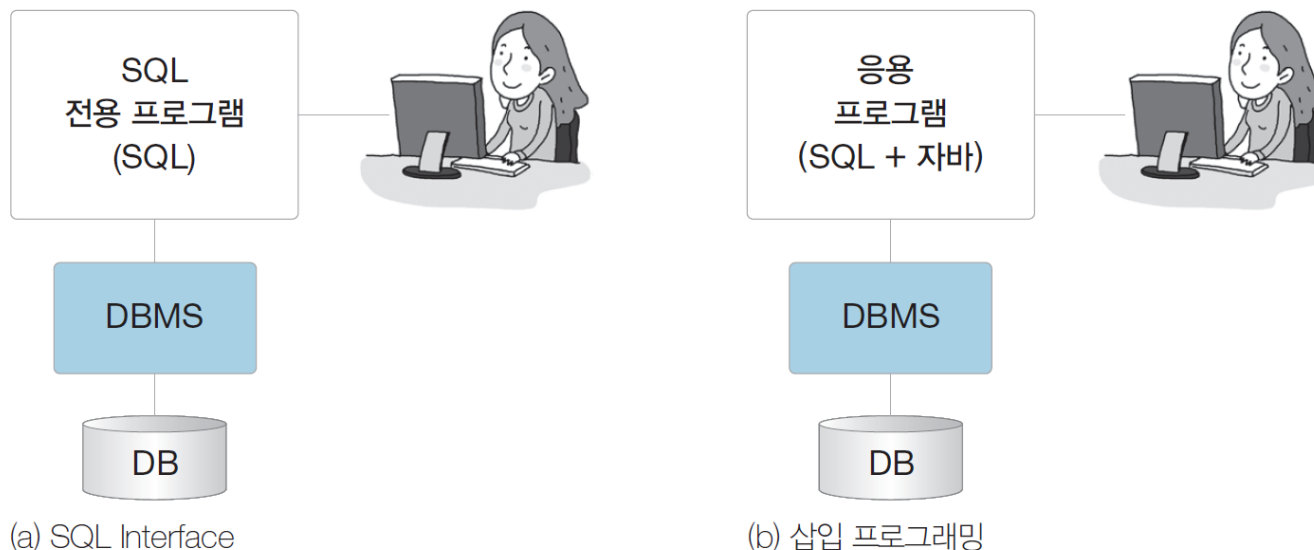 SQL
전용 프로그램
(SQL)
DBMS
DB
(a) SQL Interface
응용
프로그램
(SQL + 자바)
DBMS
DB
(b) 삽입 프로그래밍